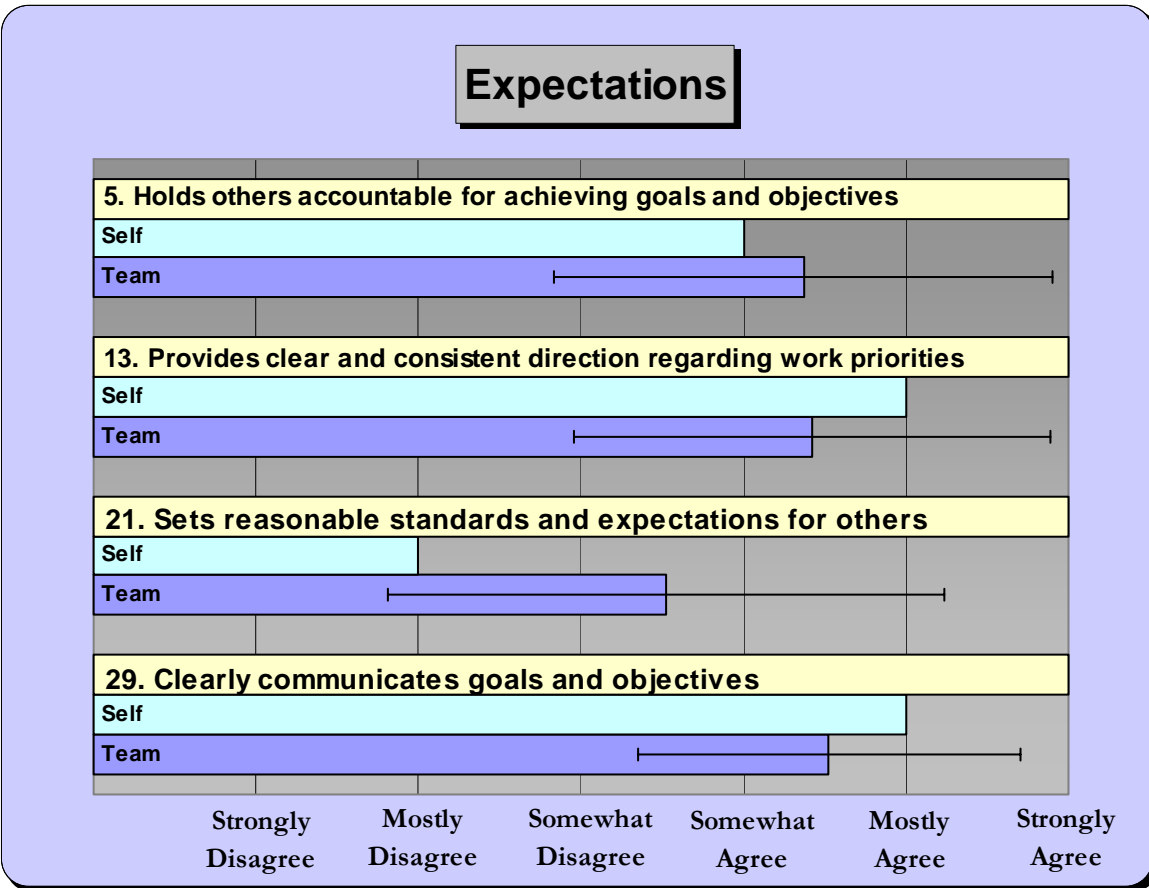 Expectations
5. Holds others accountable for achieving goals and objectives
Self
Team
13. Provides clear and consistent direction regarding work priorities
Self
Team
21. Sets reasonable standards and expectations for others
Self
Team
29. Clearly communicates goals and objectives
Self
Team
Strongly Disagree
Mostly Disagree
Somewhat Disagree
Somewhat Agree
Mostly Agree
Strongly Agree